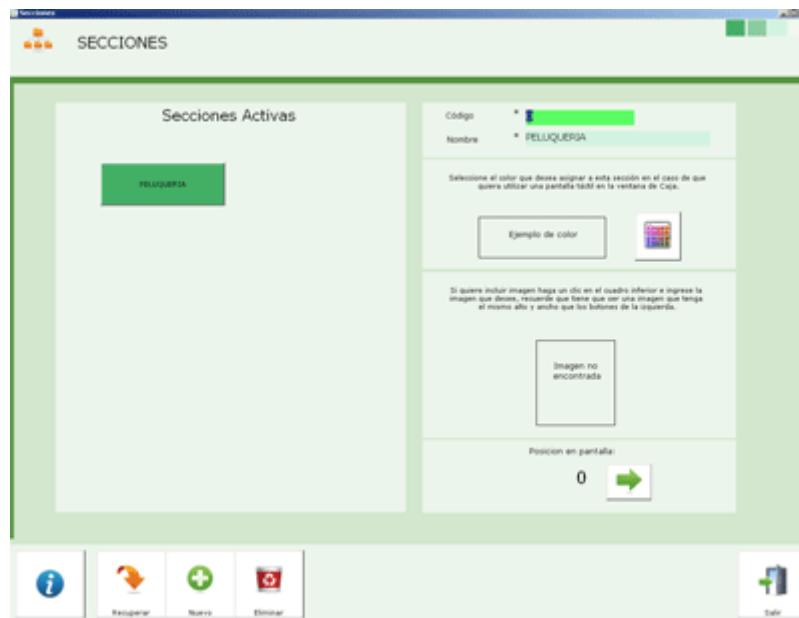 Secciones
SECCIONES
Secciones Activas
PELUQUERIA
Código *
Nombre * PELUQUERIA
Seleccione el color que desea asignar a esta sección en el caso de que
quiera utilizar una pantalla táctil en la ventana de Caja.
Ejemplo de color
Si quiere incluir imagen haga un clic en el cuadro inferior e ingrese la
imagen que desee, recuerde que tiene que ser una imagen que tenga
el mismo alto y ancho que los botones de la izquierda.
Imagen no
encontrada
Posicion en pantalla:
0
Recuperar
Nuevo
Eliminar
Salir